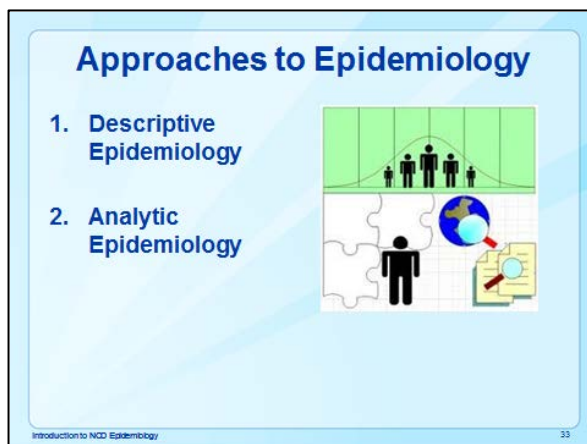 Approaches to Epidemiology
1. Descriptive
Epidemiology
2. Analytic
Epidemiology
Introduction to NCD Epidemiology
33